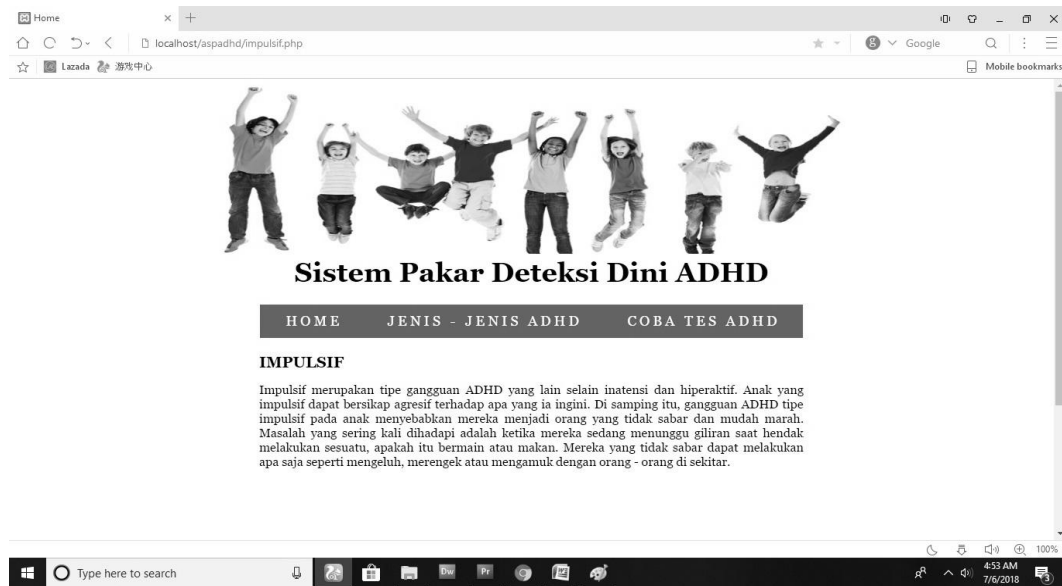 Home
localhost/aspadhd/impulsif.php
Google
Lazada 游戏中心
Mobile bookmarks
Sistem Pakar Deteksi Dini ADHD
HOME JENIS - JENIS ADHD COBA TES ADHD
IMPULSIF
Impulsif merupakan tipe gangguan ADHD yang lain selain inatensi dan hiperaktif. Anak yang
impulsif dapat bersikap agresif terhadap apa yang ia ingini. Di samping itu, gangguan ADHD tipe
impulsif pada anak menyebabkan mereka menjadi orang yang tidak sabar dan mudah marah.
Masalah yang sering kali dihadapi adalah ketika mereka sedang menunggu giliran saat hendak
melakukan sesuatu, apakah itu bermain atau makan. Mereka yang tidak sabar dapat melakukan
apa saja seperti mengeluh, merengek atau mengamuk dengan orang - orang di sekitar.
100%
Type here to search
Dw
Pr
4:53 AM
7/6/2018